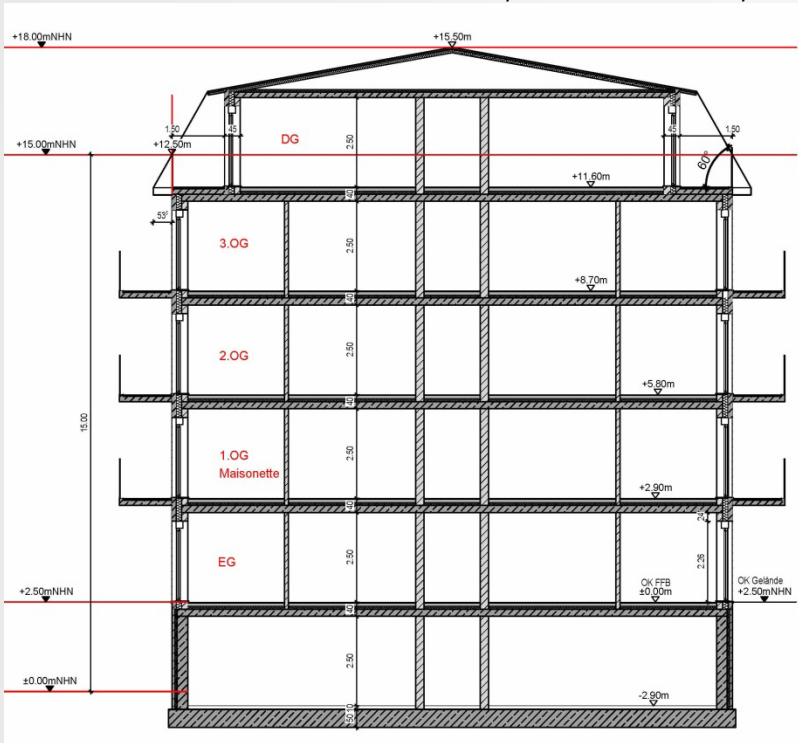 +18.00mNHN
+15.50m
1.50
45
45
1.50
+12.50m
DG
2.50
+15.00mNHN
60°
+11.60m
40
53⁵
3.OG
2.50
+8.70m
40
2.OG
2.50
+5.80m
40
15.00
1.OG
Maisonette
2.50
+2.90m
40
24
EG
2.50
2.26
OK FFB
±0.00m
OK Gelände
+2.50mNHN
+2.50mNHN
40
2.50
±0.00mNHN
-2.90m
10
50